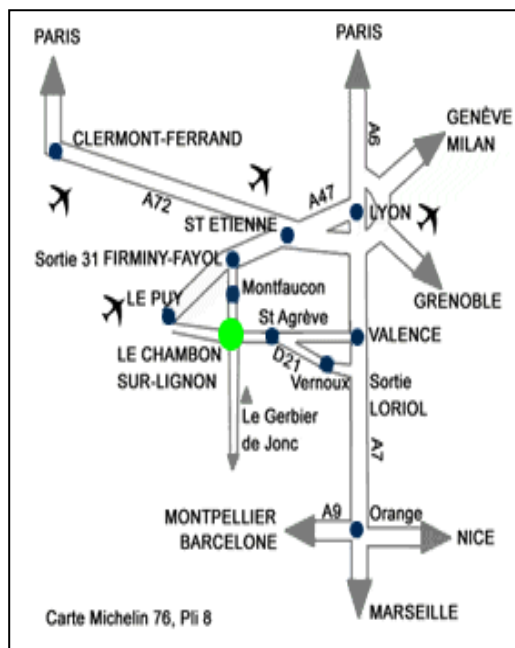 PARIS
PARIS
GENÈVE
MILAN
CLERMONT-FERRAND
A6
A72
A47
LYON
ST ETIENNE
Sortie 31 FIRMINY-FAYOL
GRENOBLE
LE PUY
Montfaucon
St Agrève
VALENCE
LE CHAMBON
SUR-LIGNON
D21
Vernoux
Sortie
LORIOL
Le Gerbier
de Jonc
A7
A9
Orange
MONTPELLIER
BARCELONE
NICE
MARSEILLE
Carte Michelin 76, Pli 8